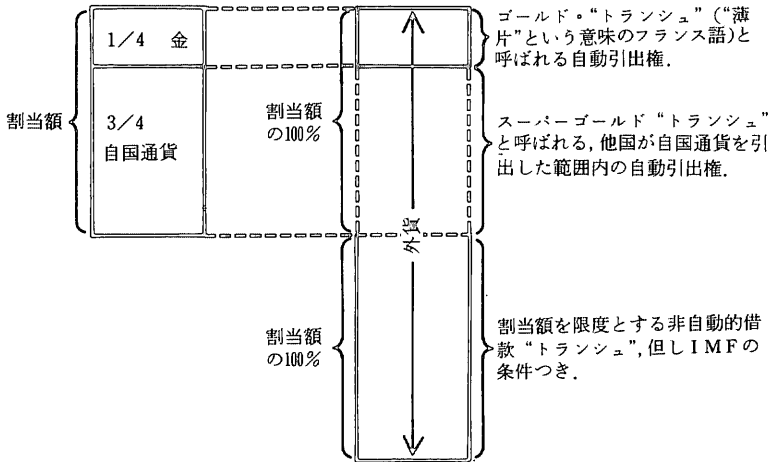 1/4 金
割当額
3/4
自国通貨
割当額
の100%
外貨
割当額
の100%
ゴールド・“トランシュ” (“薄
片”という意味のフランス語)と
呼ばれる自動引出権.
スーパーゴールド “トランシュ”
と呼ばれる, 他国が自国通貨を引
出した範囲内の自動引出権.
割当額を限度とする非自動的借
款 “トランシュ”, 但しIMFの
条件つき.